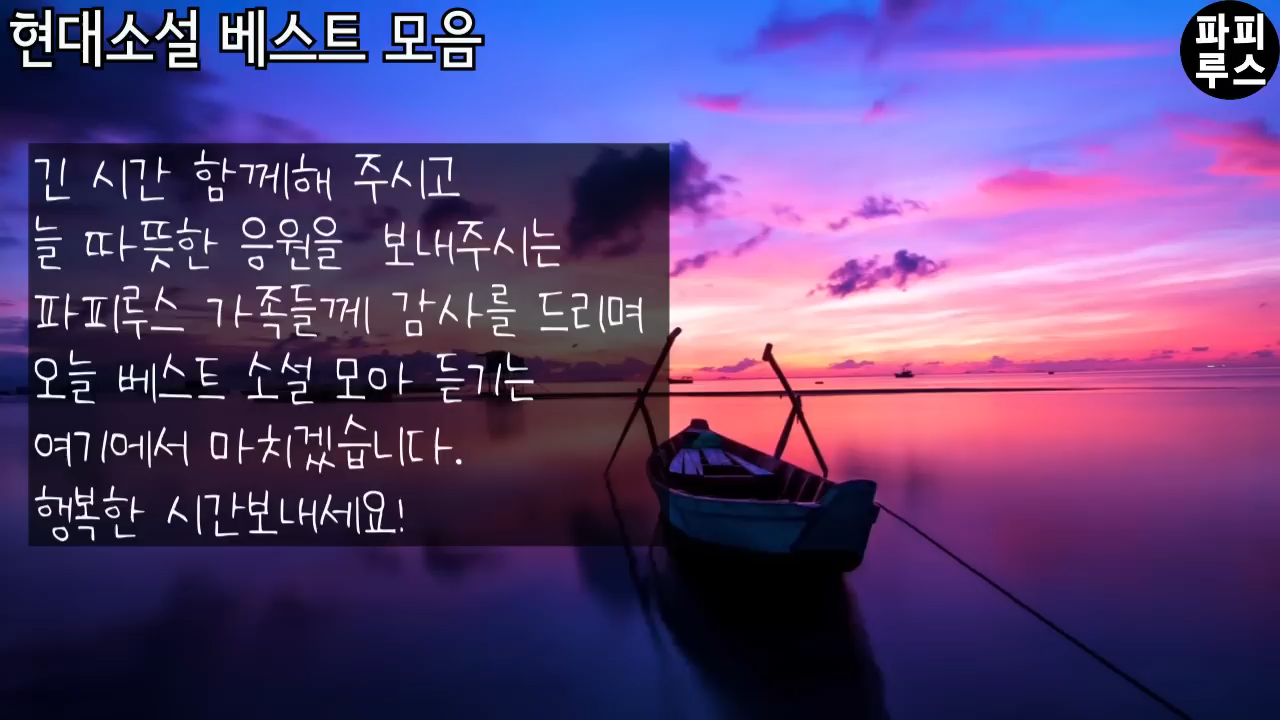 현대소설 베스트 모음
파피
루스
긴 시간 함께해 주시고
늘 따뜻한 응원을 보내주시는
파피루스 가족들께 감사를 드리며
오늘 베스트 소설 모아 듣기는
여기에서 마치겠습니다.
행복한 시간보내세요!